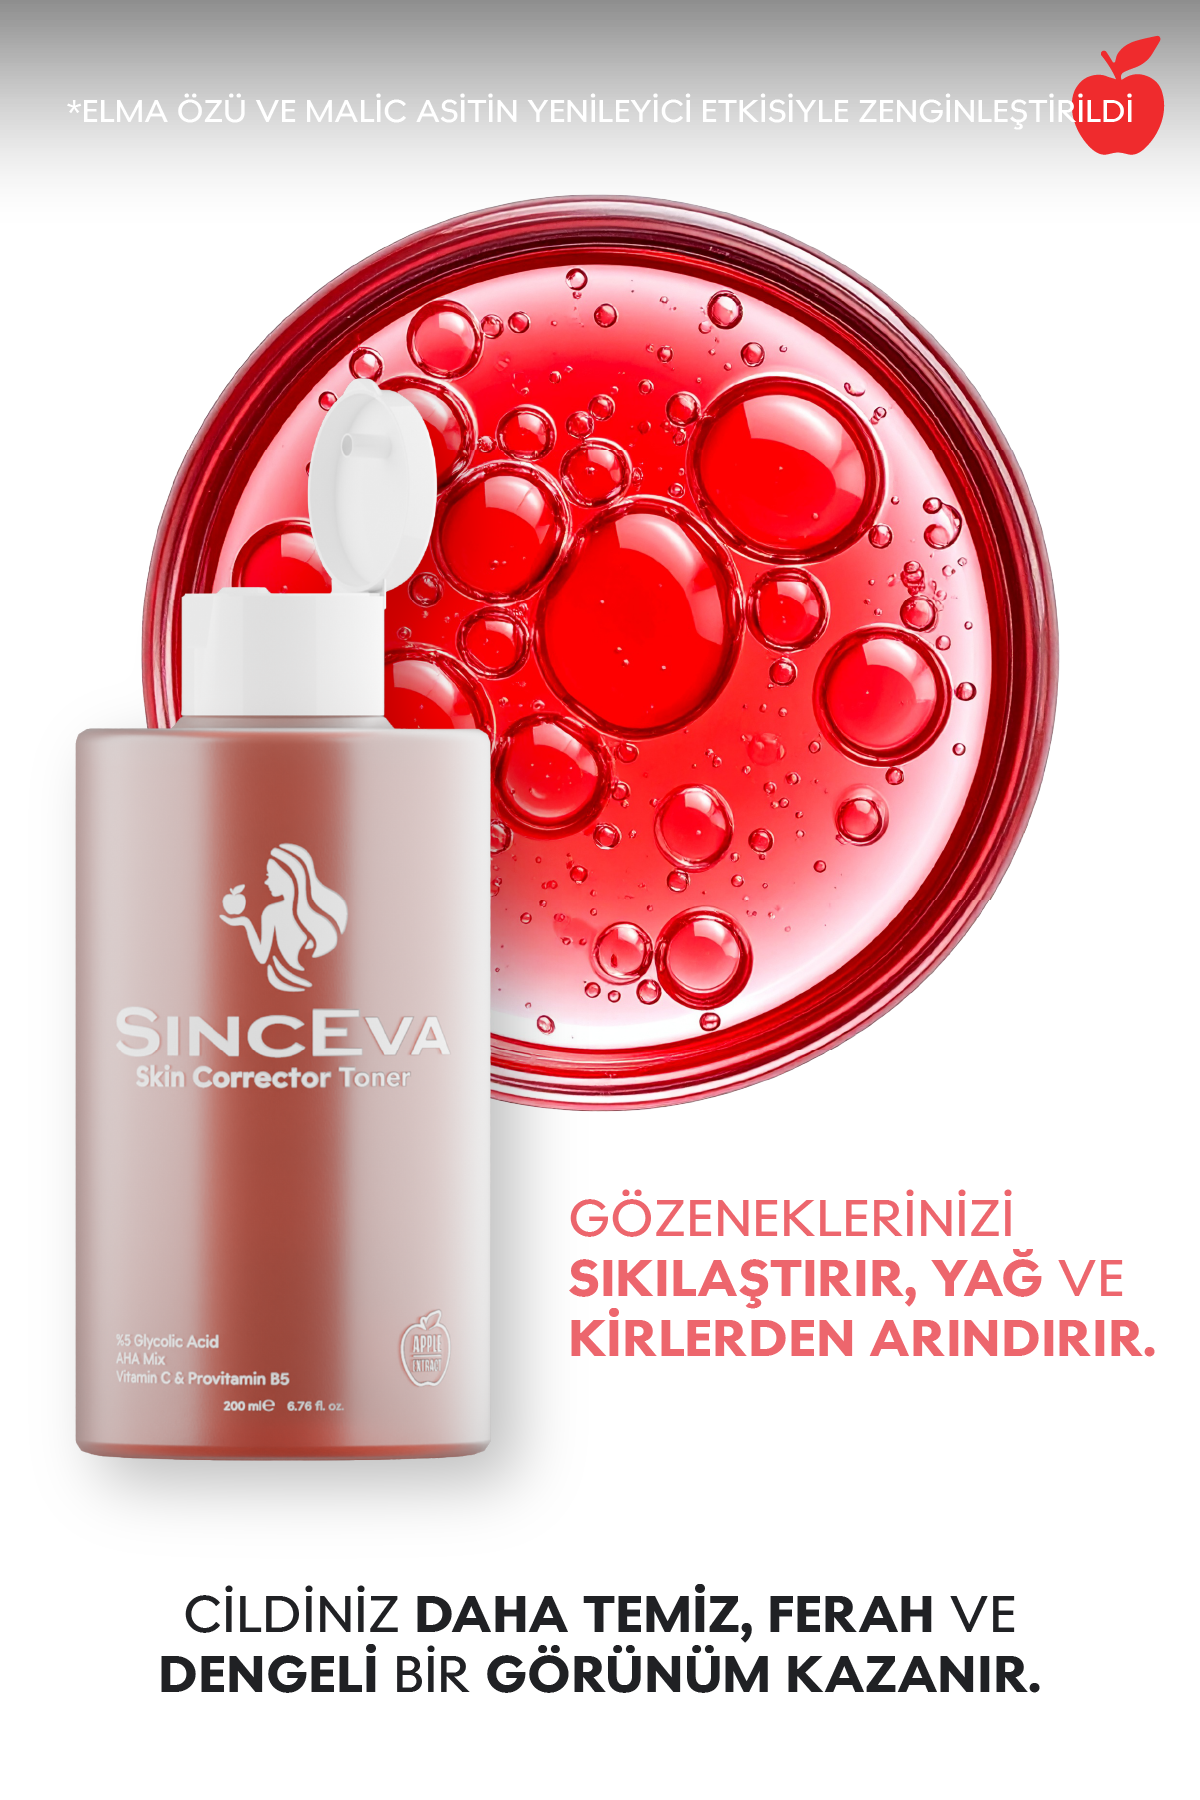 *ELMA ÖZÜ VE MALİC ASİTİN YENİLEYİCİ ETKİSİYLE ZENGİNLEŞTİRİLDİ
SINCEVA
Skin Corrector Toner
%5 Glycolic Acid
AHA Mix
Vitamin C & Provitamin B5
200 ml℮ 6.76 fl. oz.
APPLE
EXTRACT
GÖZENEKLERİNİZİ
SIKILAŞTIRIR, YAĞ VE
KİRLERDEN ARINDIRIR.
CİLDİNİZ DAHA TEMİZ, FERAH VE
DENGELİ BİR GÖRÜNÜM KAZANIR.